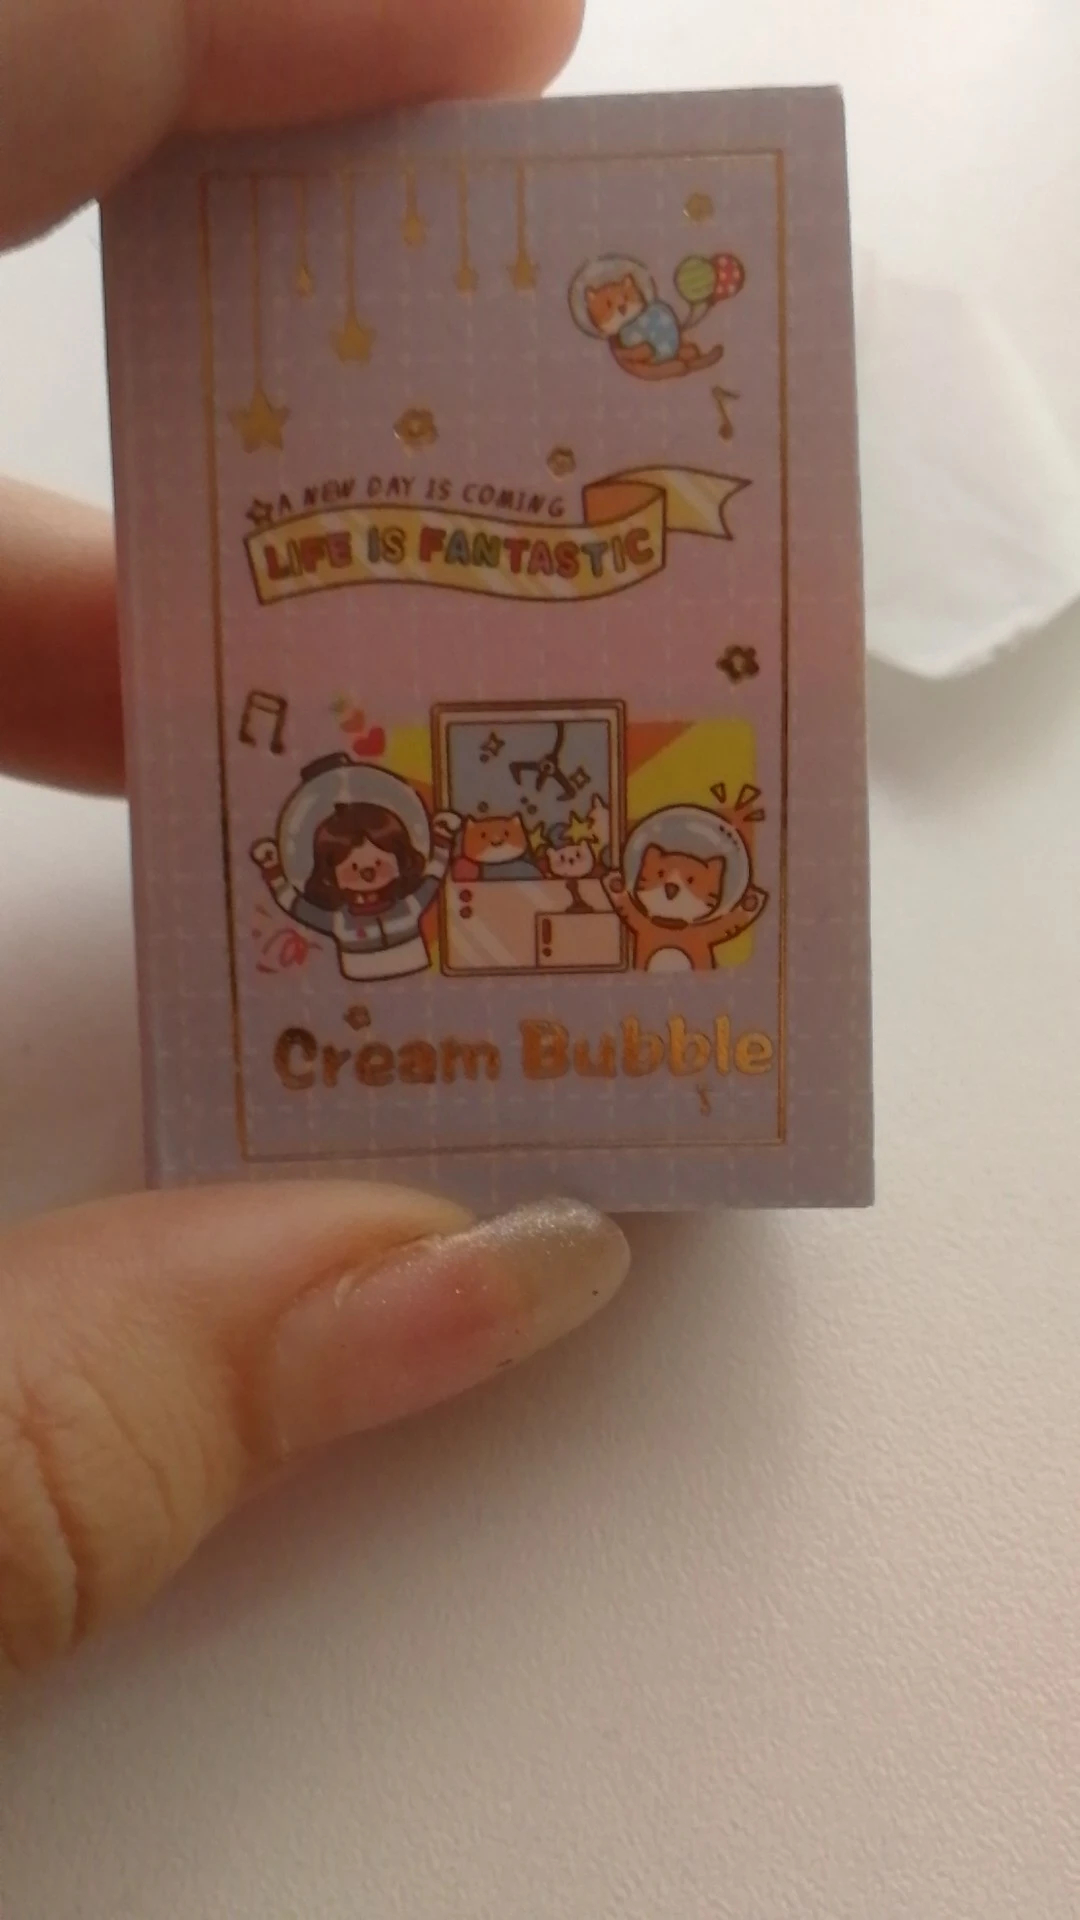 A NEW DAY IS COMING
LIFE IS FANTASTIC
Cream Bubble